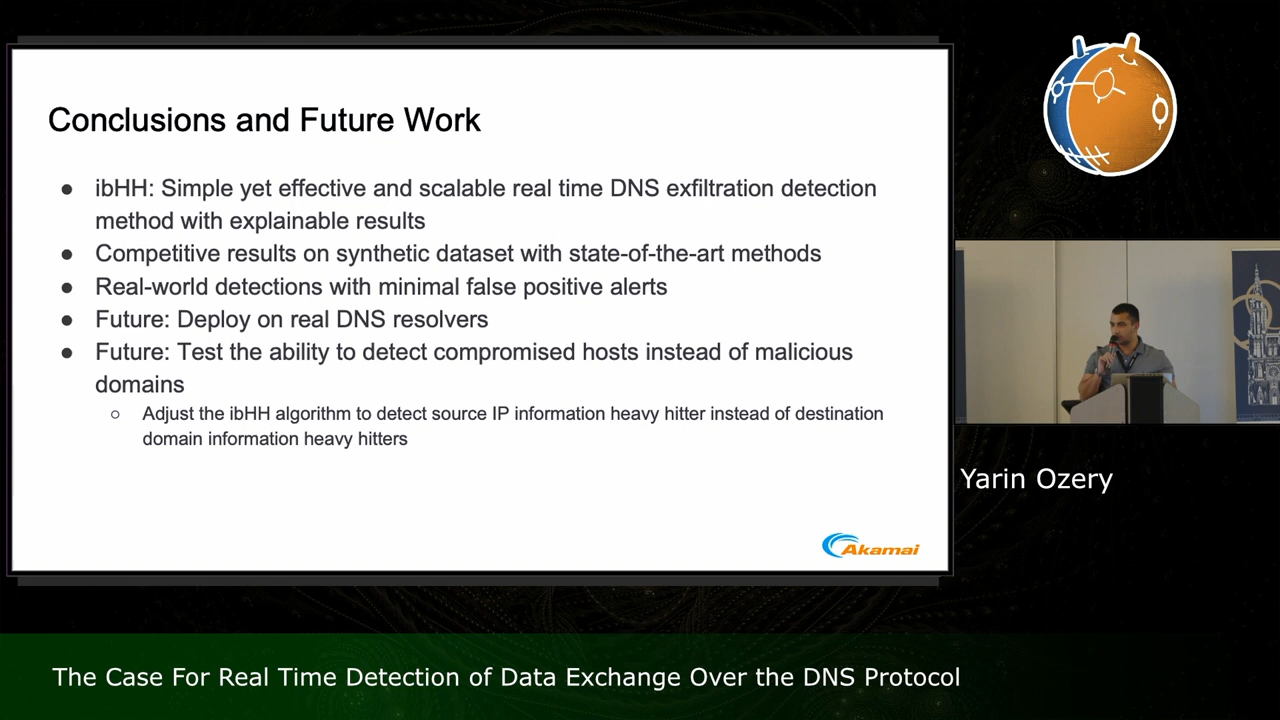 Conclusions and Future Work
● ibHH: Simple yet effective and scalable real time DNS exfiltration detection
method with explainable results
● Competitive results on synthetic dataset with state-of-the-art methods
● Real-world detections with minimal false positive alerts
● Future: Deploy on real DNS resolvers
● Future: Test the ability to detect compromised hosts instead of malicious
domains
○ Adjust the ibHH algorithm to detect source IP information heavy hitter instead of destination
domain information heavy hitters
Akamai
Yarin Ozery
The Case For Real Time Detection of Data Exchange Over the DNS Protocol